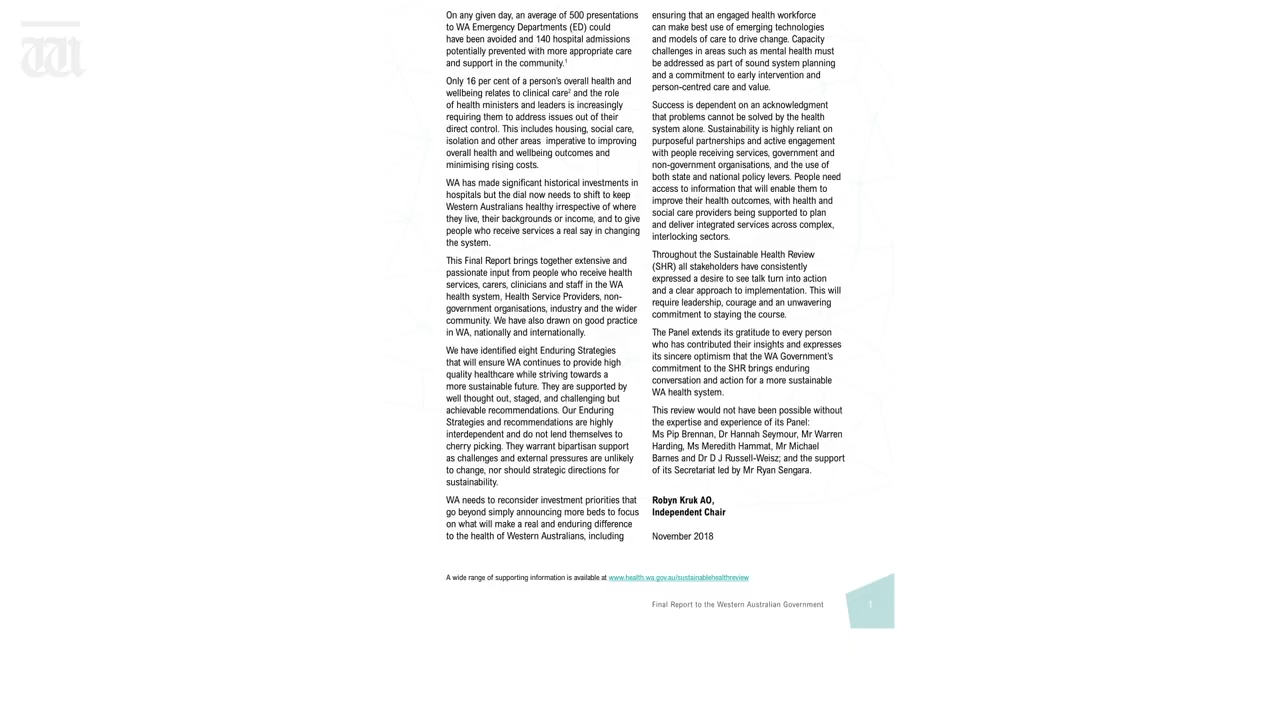 On any given day, an average of 500 presentations
to WA Emergency Departments (ED) could
have been avoided and 140 hospital admissions
potentially prevented with more appropriate care
and support in the community.1
Only 16 per cent of a person's overall health and
wellbeing relates to clinical care2 and the role
of health ministers and leaders is increasingly
requiring them to address issues out of their
direct control. This includes housing, social care,
isolation and other areas  imperative to improving
overall health and wellbeing outcomes and
minimising rising costs.
WA has made significant historical investments in
hospitals but the dial now needs to shift to keep
Western Australians healthy irrespective of where
they live, their backgrounds or income, and to give
people who receive services a real say in changing
the system.
This Final Report brings together extensive and
passionate input from people who receive health
services, carers, clinicians and staff in the WA
health system, Health Service Providers, non-
government organisations, industry and the wider
community. We have also drawn on good practice
in WA, nationally and internationally.
We have identified eight Enduring Strategies
that will ensure WA continues to provide high
quality healthcare while striving towards a
more sustainable future. They are supported by
well thought out, staged, and challenging but
achievable recommendations. Our Enduring
Strategies and recommendations are highly
interdependent and do not lend themselves to
cherry picking. They warrant bipartisan support
as challenges and external pressures are unlikely
to change, nor should strategic directions for
sustainability.
WA needs to reconsider investment priorities that
go beyond simply announcing more beds to focus
on what will make a real and enduring difference
to the health of Western Australians, including
ensuring that an engaged health workforce
can make best use of emerging technologies
and models of care to drive change. Capacity
challenges in areas such as mental health must
be addressed as part of sound system planning
and a commitment to early intervention and
person-centred care and value.
Success is dependent on an acknowledgment
that problems cannot be solved by the health
system alone. Sustainability is highly reliant on
purposeful partnerships and active engagement
with people receiving services, government and
non-government organisations, and the use of
both state and national policy levers. People need
access to information that will enable them to
improve their health outcomes, with health and
social care providers being supported to plan
and deliver integrated services across complex,
interlocking sectors.
Throughout the Sustainable Health Review
(SHR) all stakeholders have consistently
expressed a desire to see talk turn into action
and a clear approach to implementation. This will
require leadership, courage and an unwavering
commitment to staying the course.
The Panel extends its gratitude to every person
who has contributed their insights and expresses
its sincere optimism that the WA Government's
commitment to the SHR brings enduring
conversation and action for a more sustainable
WA health system.
This review would not have been possible without
the expertise and experience of its Panel:
Ms Pip Brennan, Dr Hannah Seymour, Mr Warren
Harding, Ms Meredith Hammat, Mr Michael
Barnes and Dr D J Russell-Weisz; and the support
of its Secretariat led by Mr Ryan Sengara.
Robyn Kruk AO,
Independent Chair
November 2018
A wide range of supporting information is available at www.health.wa.gov.au/sustainablehealthreview
Final Report to the Western Australian Government
1